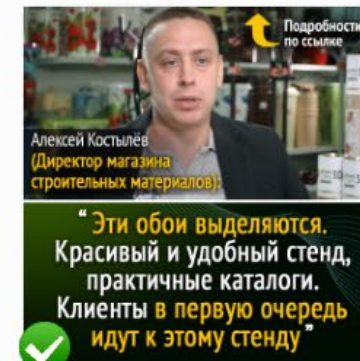 Подробности
по ссылке
Алексей Костылёв
(Директор магазина
строительных материалов):
“ Эти обои выделяются.
Красивый и удобный стенд,
практичные каталоги.
Клиенты в первую очередь
идут к этому стенду ”